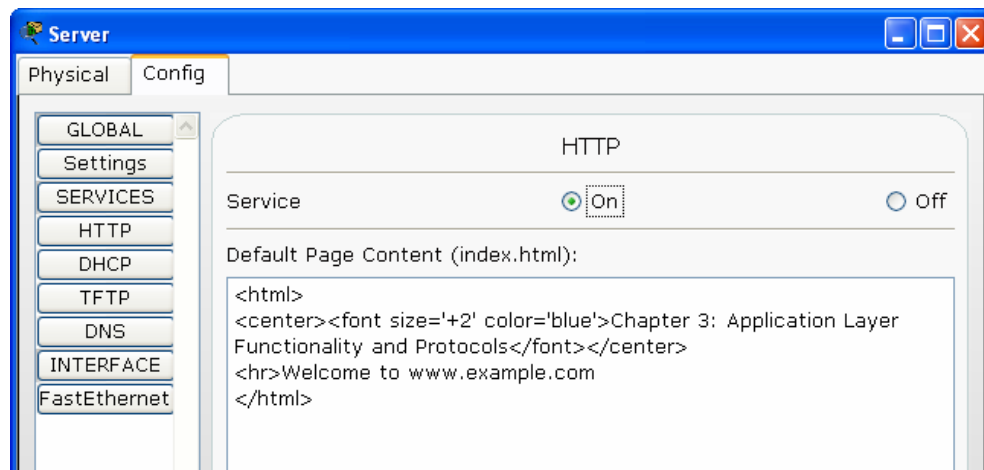 Server
Physical Config
GLOBAL
Settings
SERVICES
HTTP
DHCP
TFTP
DNS
INTERFACE
FastEthernet
HTTP
Service On Off
Default Page Content (index.html):
<html>
<center><font size='+2' color='blue'>Chapter 3: Application Layer
Functionality and Protocols</font></center>
<hr>Welcome to www.example.com
</html>